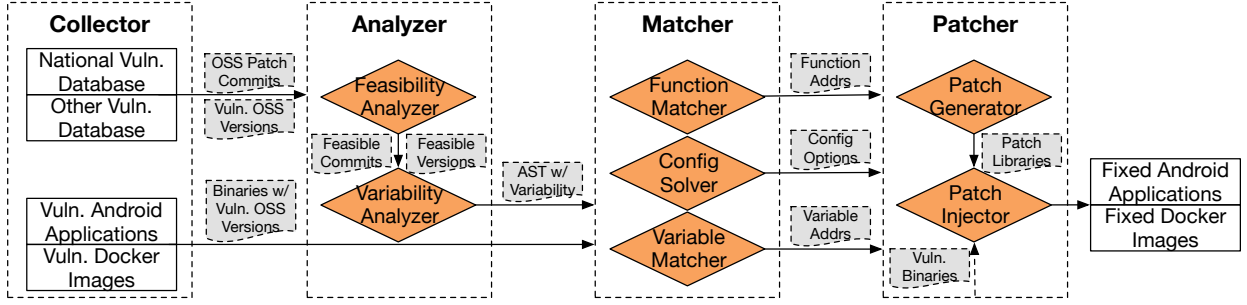 Collector
National Vuln.
Database
Other Vuln.
Database
Vuln. Android
Applications
Vuln. Docker
Images
OSS Patch
Commits
Vuln. OSS
Versions
Binaries w/
Vuln. OSS
Versions
Analyzer
Feasibility
Analyzer
Feasible
Commits
Feasible
Versions
Variability
Analyzer
AST w/
Variability
Matcher
Function
Matcher
Config
Solver
Variable
Matcher
Function
Addrs
Config
Options
Variable
Addrs
Patcher
Patch
Generator
Patch
Libraries
Patch
Injector
Vuln.
Binaries
Fixed Android
Applications
Fixed Docker
Images